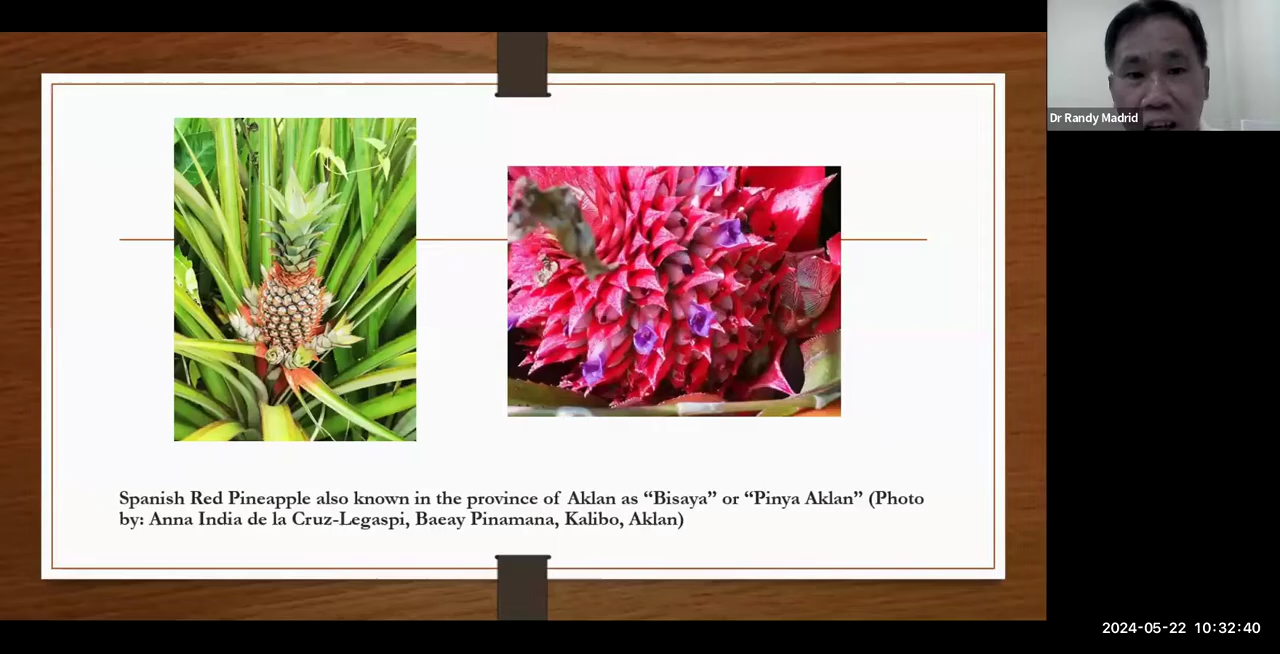 Dr Randy Madrid
Spanish Red Pineapple also known in the province of Aklan as “Bisaya” or “Pinya Aklan” (Photo
by: Anna India de la Cruz-Legaspi, Baeay Pinamana, Kalibo, Aklan)
2024-05-22 10:32:40